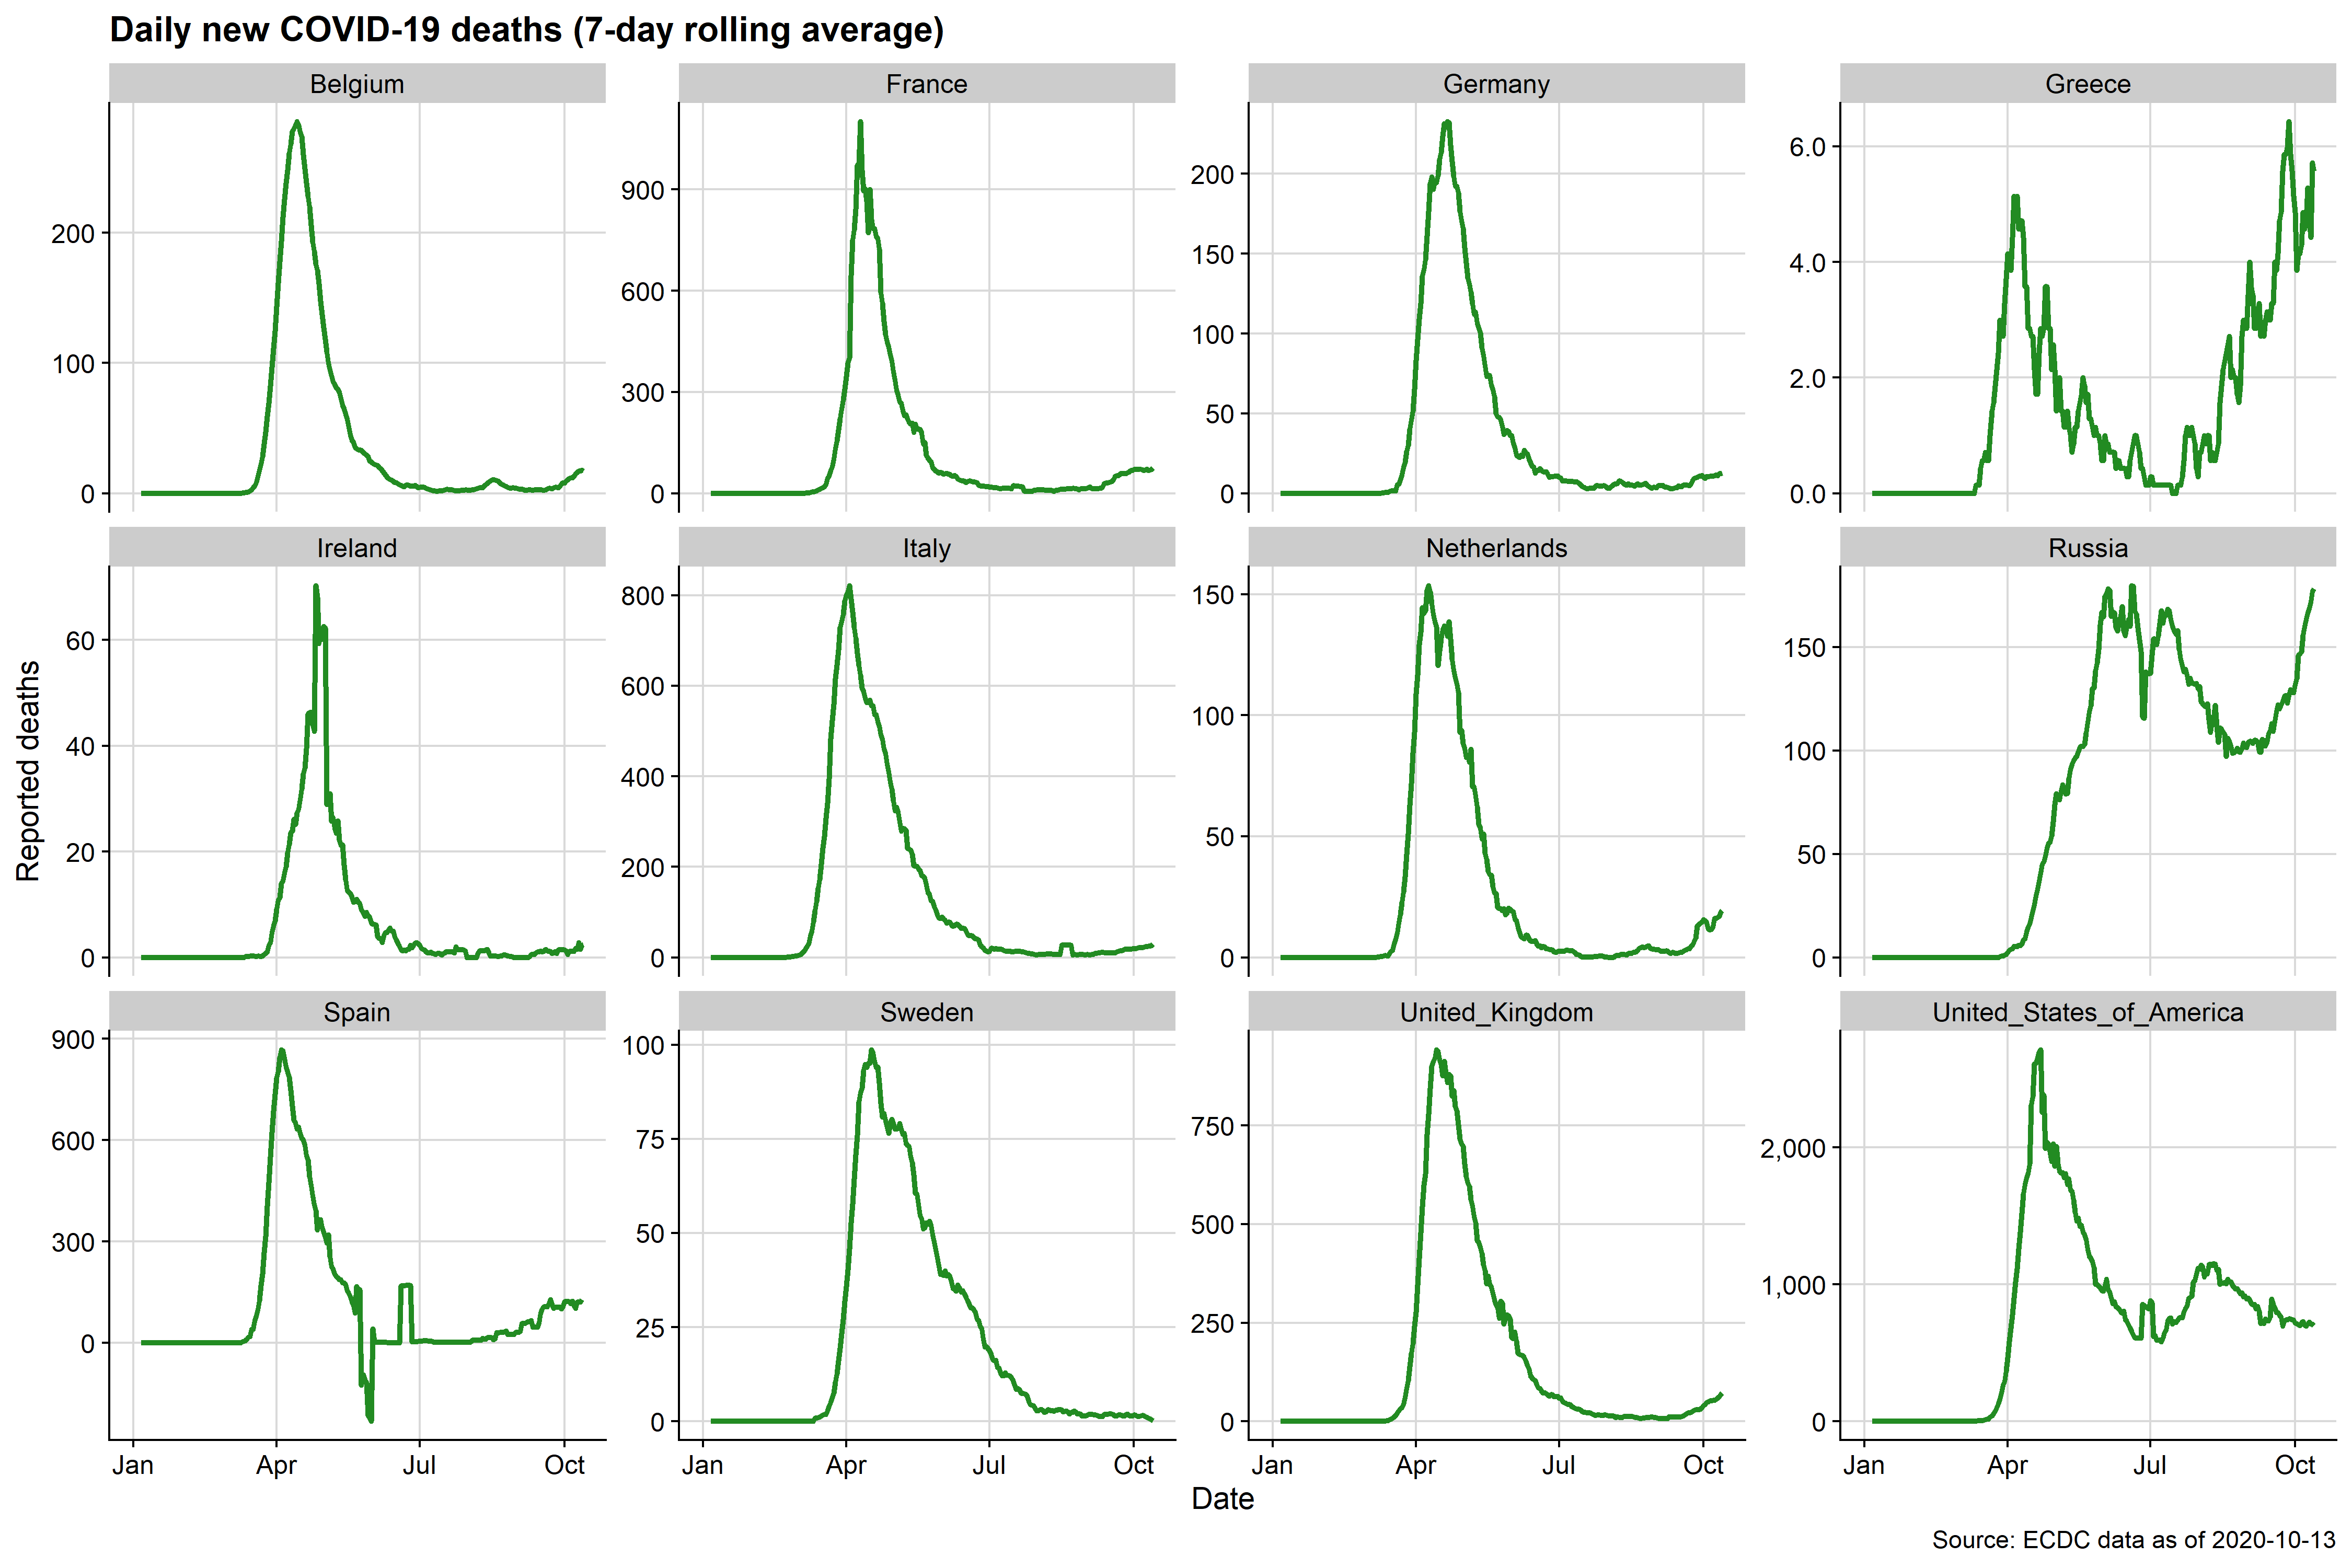 Daily new COVID-19 deaths (7-day rolling average)
Belgium
France
Germany
Greece
200
100
0
900
600
300
0
200
150
100
50
0
6.0
4.0
2.0
0.0
Ireland
Italy
Netherlands
Russia
Reported deaths
60
40
20
0
800
600
400
200
0
150
100
50
0
150
100
50
0
Spain
Sweden
United_Kingdom
United_States_of_America
900
600
300
0
100
75
50
25
0
750
500
250
0
2,000
1,000
0
Jan Apr Jul Oct
Jan Apr Jul Oct
Jan Apr Jul Oct
Jan Apr Jul Oct
Date
Source: ECDC data as of 2020-10-13